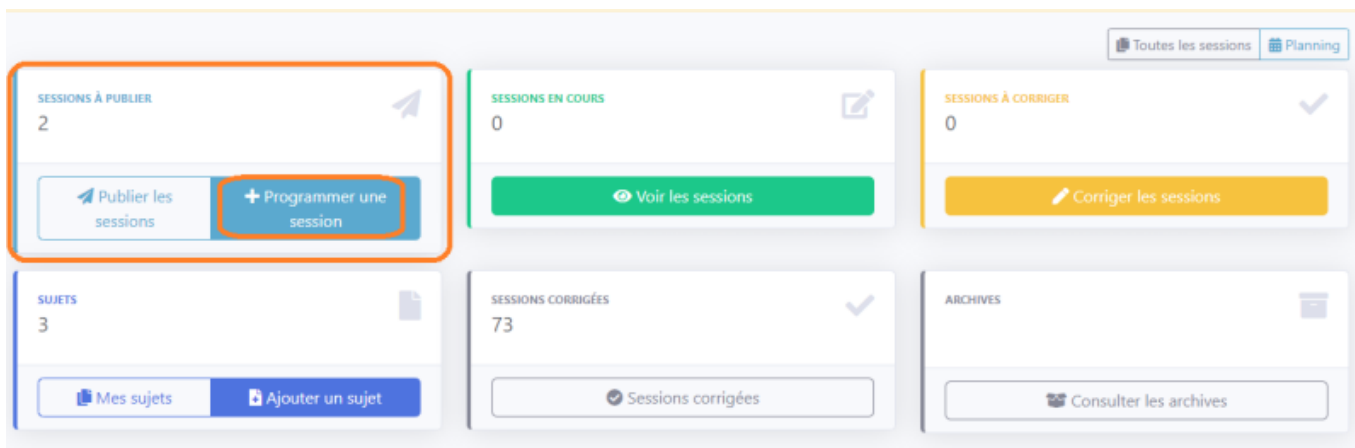 Toutes les sessions
Planning
SESSIONS À PUBLIER
2
Publier les
sessions
Programmer une
session
SESSIONS EN COURS
0
Voir les sessions
SESSIONS À CORRIGER
0
Corriger les sessions
SUJETS
3
Mes sujets
Ajouter un sujet
SESSIONS CORRIGÉES
73
Sessions corrigées
ARCHIVES
Consulter les archives